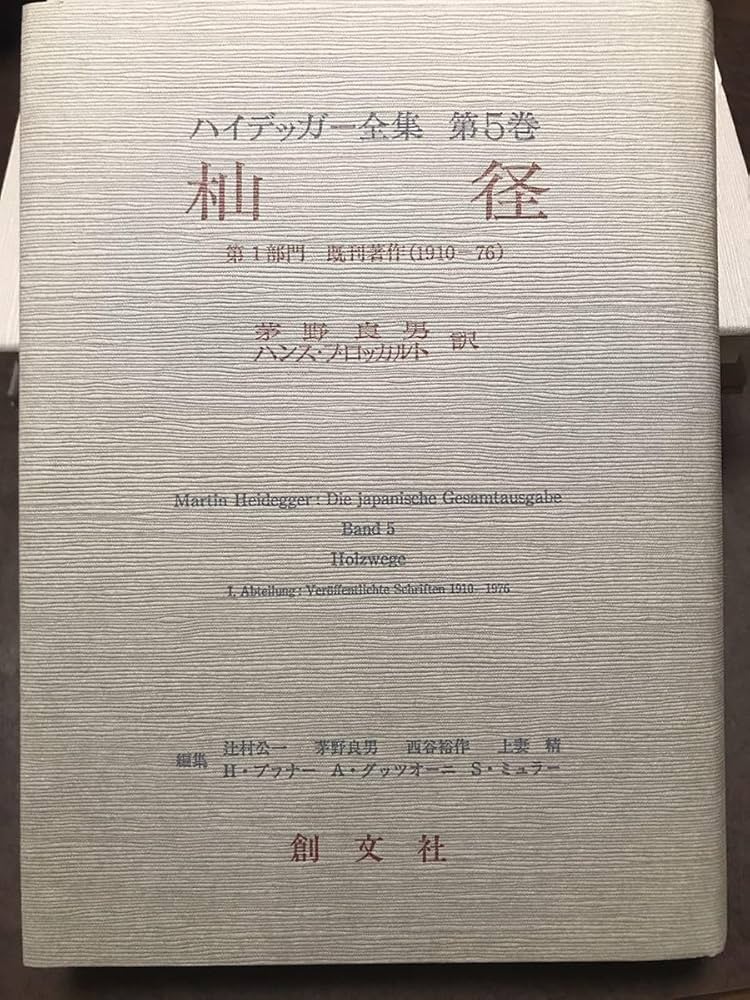 ハイデッガー全集 第5巻
杣径
第1部門 既刊著作(1910–76)
茅野良男
ハンス・ブロッカルト 訳
Martin Heidegger: Die japanische Gesamtausgabe
Band 5
Holzwege
I. Abteilung: Veröffentlichte Schriften 1910–1976
編集 辻村公一 茅野良男 西谷裕作 上妻精
H・ブフナー A・グッツオーニ S・ミュラー
創文社